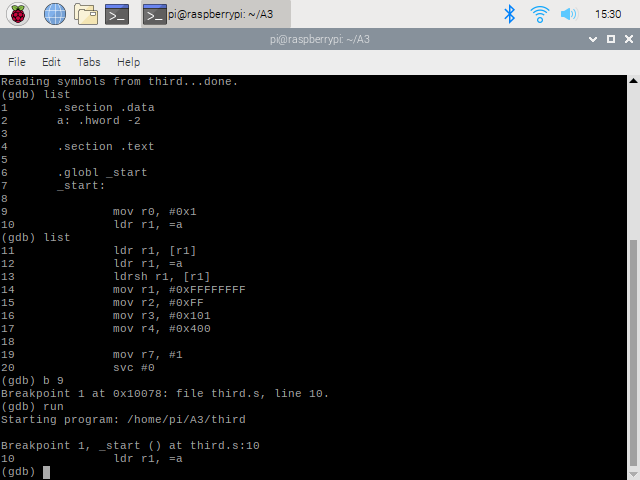 pi@raspberrypi: ~/A3
15:30
pi@raspberrypi: ~/A3
File Edit Tabs Help
Reading symbols from third...done.
(gdb) list
1 .section .data
2 a: .hword -2
3
4 .section .text
5
6 .globl _start
7 _start:
8
9 mov r0, #0x1
10 ldr r1, =a
(gdb) list
11 ldr r1, [r1]
12 ldr r1, =a
13 ldrsh r1, [r1]
14 mov r1, #0xFFFFFFFF
15 mov r2, #0xFF
16 mov r3, #0x101
17 mov r4, #0x400
18
19 mov r7, #1
20 svc #0
(gdb) b 9
Breakpoint 1 at 0x10078: file third.s, line 10.
(gdb) run
Starting program: /home/pi/A3/third
Breakpoint 1, _start () at third.s:10
10 ldr r1, =a
(gdb)